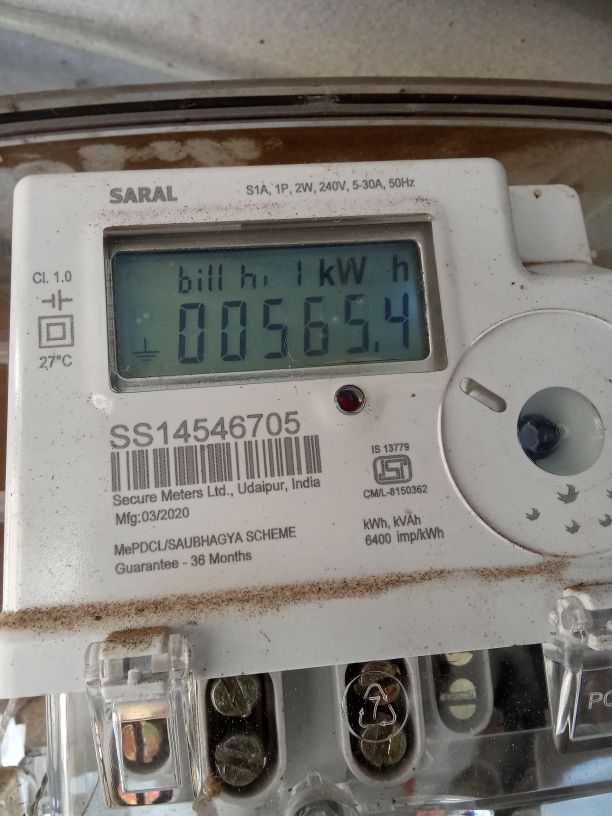 SARAL
S1A, 1P, 2W, 240V, 5-30A, 50Hz
Cl. 1.0
27°C
bill h, 1 kW h
00565.4
SS14546705
Secure Meters Ltd., Udaipur, India
Mfg:03/2020
MePDCL/SAUBHAGYA SCHEME
Guarantee - 36 Months
IS 13779
ISI
CM/L-8150362
kWh, kVAh
6400 imp/kWh
7